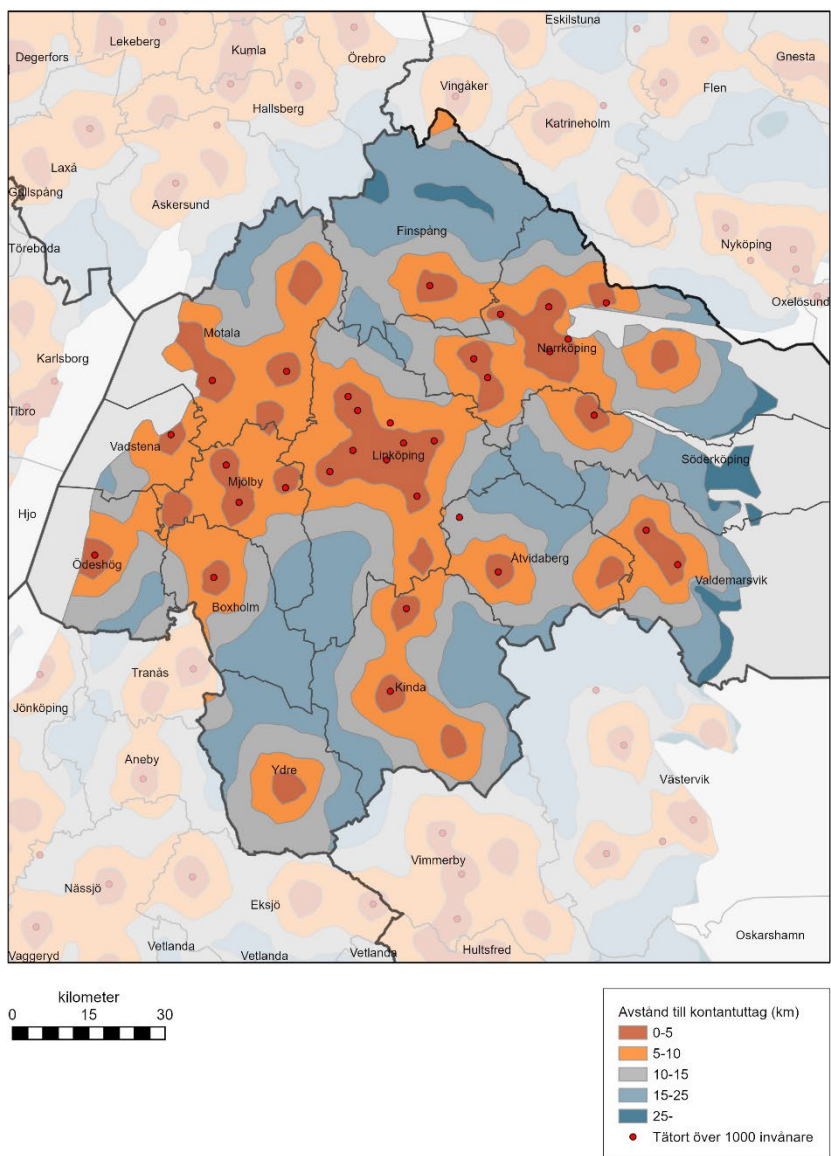 Eskilstuna
Lekeberg
Degerfors
Kumla
Örebro
Gnesta
Vingåker
Flen
Hallsberg
Katrineholm
Laxå
Gullspång
Askersund
Finspång
Nyköping
Töreboda
Oxelösund
Motala
Norrköping
Karlsborg
Tibro
Vadstena
Linköping
Söderköping
Mjölby
Hjo
Ödeshög
Åtvidaberg
Valdemarsvik
Boxholm
Tranås
Kinda
Jönköping
Aneby
Ydre
Västervik
Vimmerby
Nässjö
Eksjö
Oskarshamn
Vaggeryd
Vetlanda
Vetlanda
Vetlanda
Hultsfred
kilometer
0 15 30
Avstånd till kontantuttag (km)
0-5
5-10
10-15
15-25
25-
Tätort över 1000 invånare